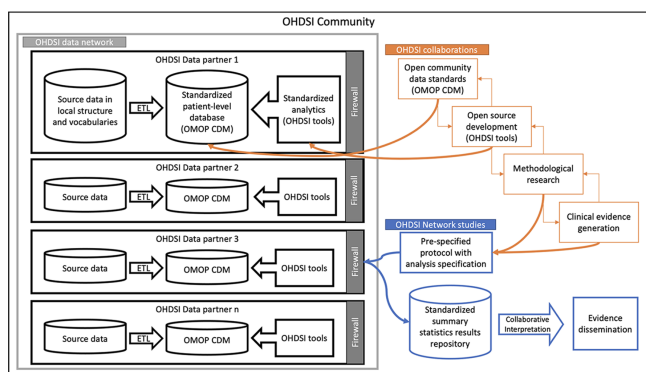 OHDSI Community
OHDSI data network
OHDSI Data partner 1
Source data in
local structure
and vocabularies
ETL
Standardized
patient-level
database
(OMOP CDM)
Standardized
analytics
(OHDSI tools)
Firewall
OHDSI Data partner 2
Source data
ETL
OMOP CDM
OHDSI tools
Firewall
OHDSI Data partner 3
Source data
ETL
OMOP CDM
OHDSI tools
Firewall
OHDSI Data partner n
Source data
ETL
OMOP CDM
OHDSI tools
Firewall
OHDSI collaborations
Open community
data standards
(OMOP CDM)
Open source
development
(OHDSI tools)
Methodological
research
Clinical evidence
generation
OHDSI Network studies
Pre-specified
protocol with
analysis specification
Standardized
summary
statistics results
repository
Collaborative
Interpretation
Evidence
dissemination